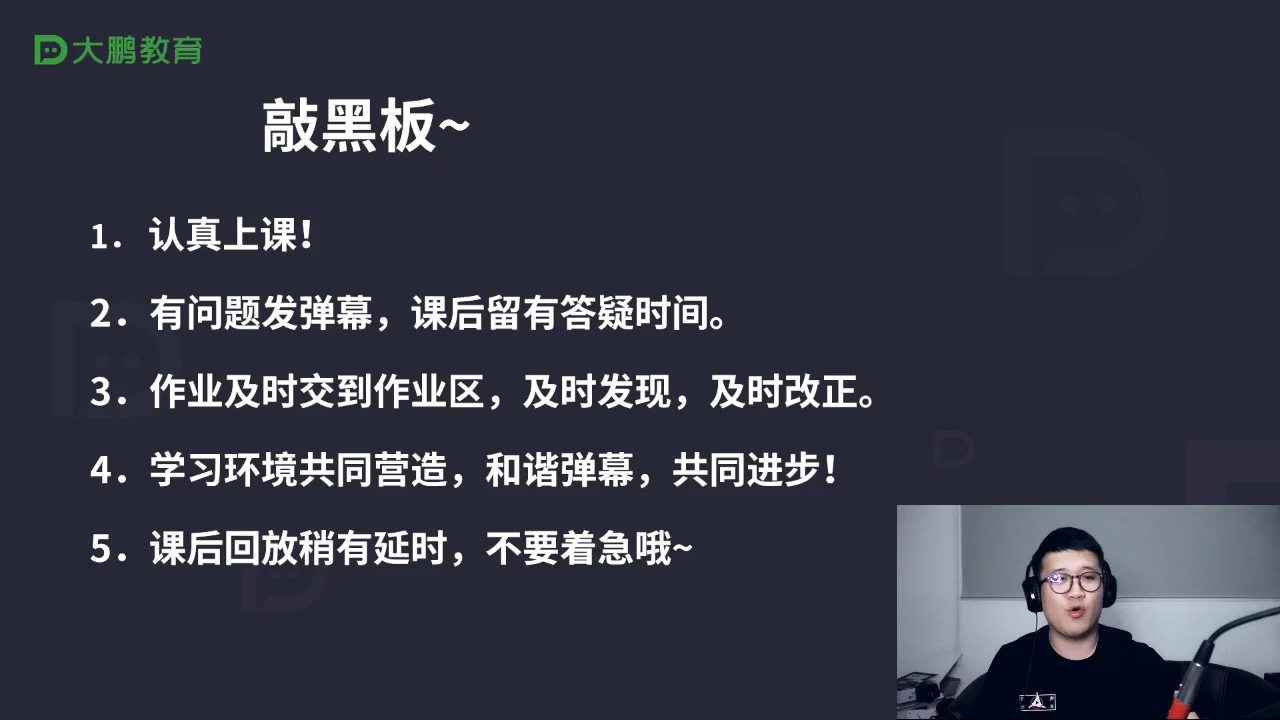 大鹏教育
敲黑板~
1. 认真上课！
2. 有问题发弹幕，课后留有答疑时间。
3. 作业及时交到作业区，及时发现，及时改正。
4. 学习环境共同营造，和谐弹幕，共同进步！
5. 课后回放稍有延时，不要着急哦~